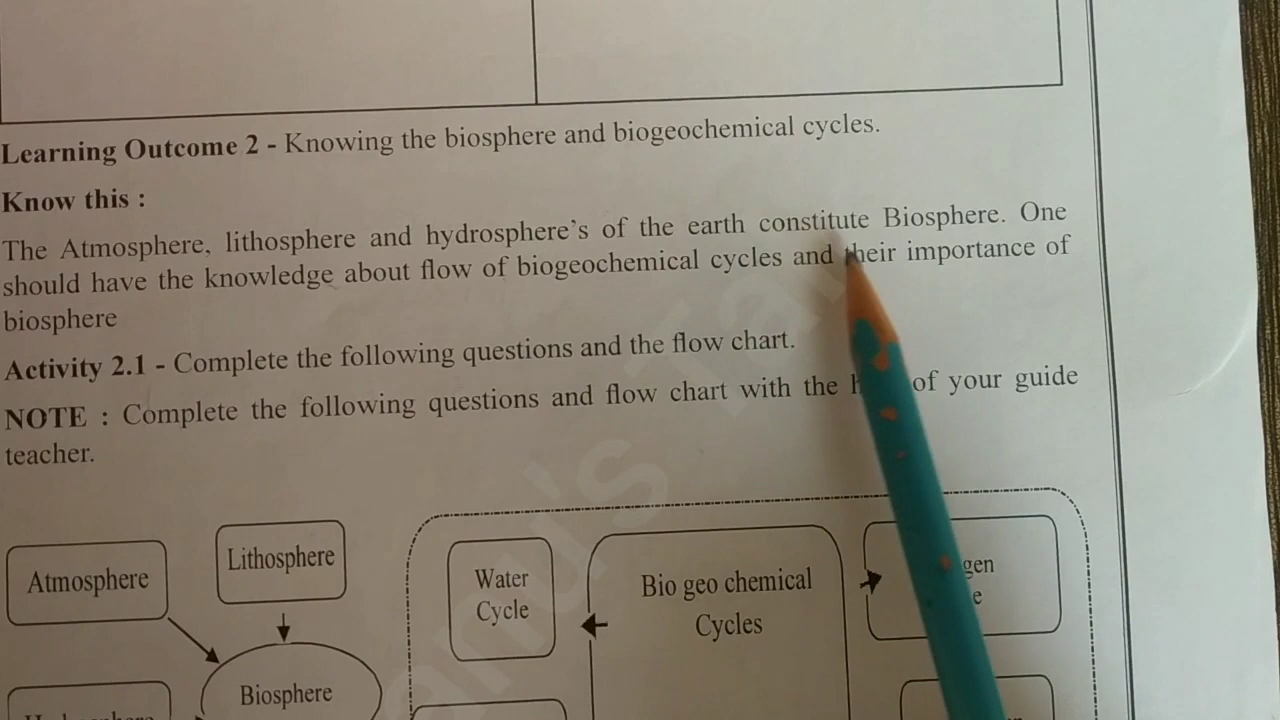 Learning Outcome 2 - Knowing the biosphere and biogeochemical cycles.
Know this :
The Atmosphere, lithosphere and hydrosphere's of the earth constitute Biosphere. One
should have the knowledge about flow of biogeochemical cycles and their importance of
biosphere
Activity 2.1 - Complete the following questions and the flow chart.
NOTE : Complete the following questions and flow chart with the of your guide
teacher.
Atmosphere
Lithosphere
Biosphere
Water
Cycle
Bio geo chemical
Cycles